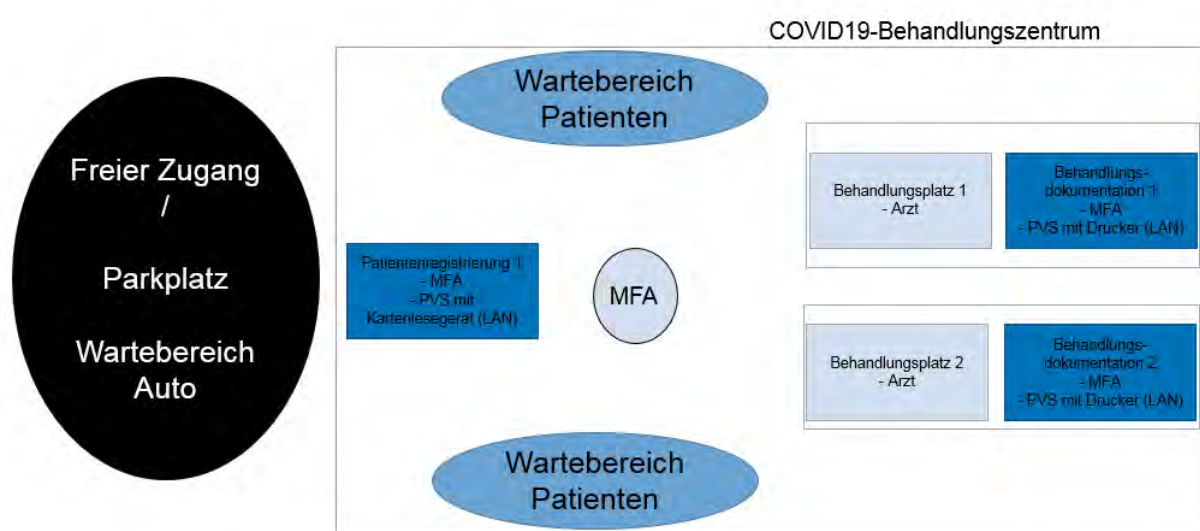 COVID19-Behandlungszentrum
Freier Zugang
/
Parkplatz
Wartebereich
Auto
Wartebereich
Patienten
Patientenregistrierung 1
- MFA
- PVS mit
Kartenlesegerät (LAN)
MFA
Behandlungsplatz 1
- Arzt
Behandlungs-
dokumentation 1
- MFA
- PVS mit Drucker (LAN)
Behandlungsplatz 2
- Arzt
Behandlungs-
dokumentation 2
- MFA
- PVS mit Drucker (LAN)
Wartebereich
Patienten